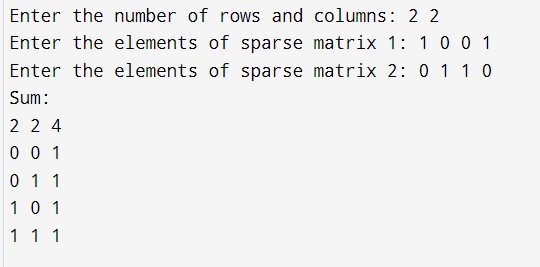 Enter the number of rows and columns: 2 2
Enter the elements of sparse matrix 1: 1 0 0 1
Enter the elements of sparse matrix 2: 0 1 1 0
Sum:
2 2 4
0 0 1
0 1 1
1 0 1
1 1 1